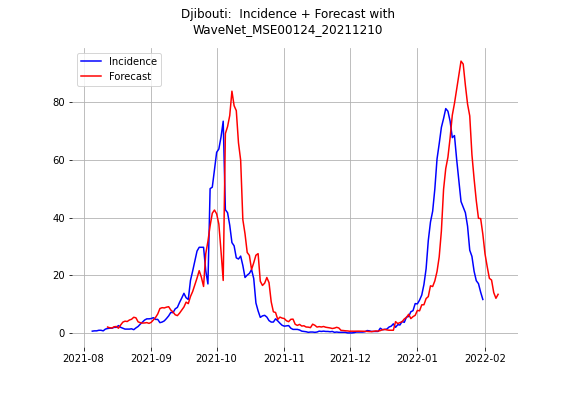 Djibouti:  Incidence + Forecast with
WaveNet_MSE00124_20211210
Incidence
Forecast
80
60
40
20
0
2021-08 2021-09 2021-10 2021-11 2021-12 2022-01 2022-02